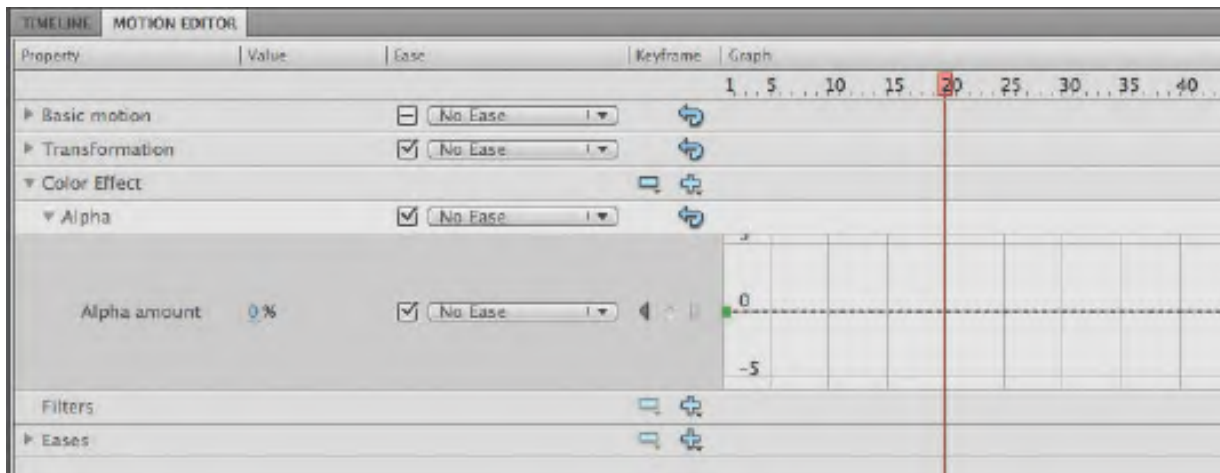 TIMELINE MOTION EDITOR
Property Value Ease Keyframe Graph
1 5 10 15 20 25 30 35 40
Basic motion No Ease
Transformation No Ease
Color Effect
Alpha No Ease
Alpha amount 0 % No Ease
0
-5
Filters
Eases